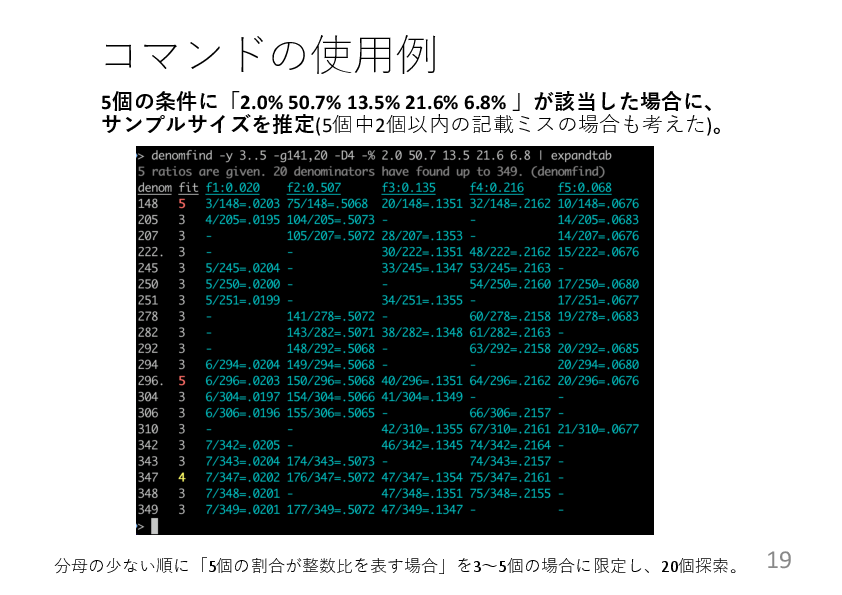 コマンドの使用例
5個の条件に「2.0% 50.7% 13.5% 21.6% 6.8% 」が該当した場合に、
サンプルサイズを推定(5個中2個以内の記載ミスの場合も考えた)。
> denomfind -y 3..5 -g141,20 -D4 -% 2.0 50.7 13.5 21.6 6.8 | expandtab
5 ratios are given. 20 denominators have found up to 349. (denomfind)
denom fit f1:0.020 f2:0.507 f3:0.135 f4:0.216 f5:0.068
148 5 3/148=.0203 75/148=.5068 20/148=.1351 32/148=.2162 10/148=.0676
205 3 4/205=.0195 104/205=.5073 - - 14/205=.0683
207 3 - 105/207=.5072 28/207=.1353 - 14/207=.0676
222. 3 - - 30/222=.1351 48/222=.2162 15/222=.0676
245 3 5/245=.0204 - 33/245=.1347 53/245=.2163 -
250 3 5/250=.0200 - - 54/250=.2160 17/250=.0680
251 3 5/251=.0199 - 34/251=.1355 - 17/251=.0677
278 3 - 141/278=.5072 - 60/278=.2158 19/278=.0683
282 3 - 143/282=.5071 38/282=.1348 61/282=.2163 -
292 3 - 148/292=.5068 - 63/292=.2158 20/292=.0685
294 3 6/294=.0204 149/294=.5068 - - 20/294=.0680
296. 5 6/296=.0203 150/296=.5068 40/296=.1351 64/296=.2162 20/296=.0676
304 3 6/304=.0197 154/304=.5066 41/304=.1349 - -
306 3 6/306=.0196 155/306=.5065 - 66/306=.2157 -
310 3 - - 42/310=.1355 67/310=.2161 21/310=.0677
342 3 7/342=.0205 - 46/342=.1345 74/342=.2164 -
343 3 7/343=.0204 174/343=.5073 - 74/343=.2157 -
347 4 7/347=.0202 176/347=.5072 47/347=.1354 75/347=.2161 -
348 3 7/348=.0201 - 47/348=.1351 75/348=.2155 -
349 3 7/349=.0201 177/349=.5072 47/349=.1347 - -
>
分母の少ない順に「5個の割合が整数比を表す場合」を3～5個の場合に限定し、20個探索。
19